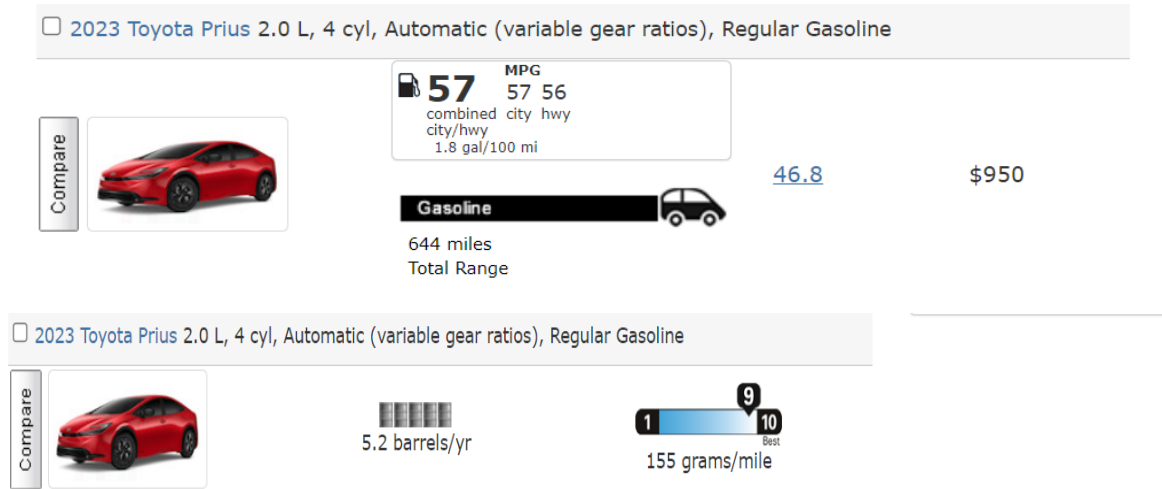 2023 Toyota Prius 2.0 L, 4 cyl, Automatic (variable gear ratios), Regular Gasoline
Compare
MPG
57 57 56
combined city hwy
city/hwy
1.8 gal/100 mi
46.8
$950
Gasoline
644 miles
Total Range
2023 Toyota Prius 2.0 L, 4 cyl, Automatic (variable gear ratios), Regular Gasoline
Compare
5.2 barrels/yr
9
1 10
Best
155 grams/mile